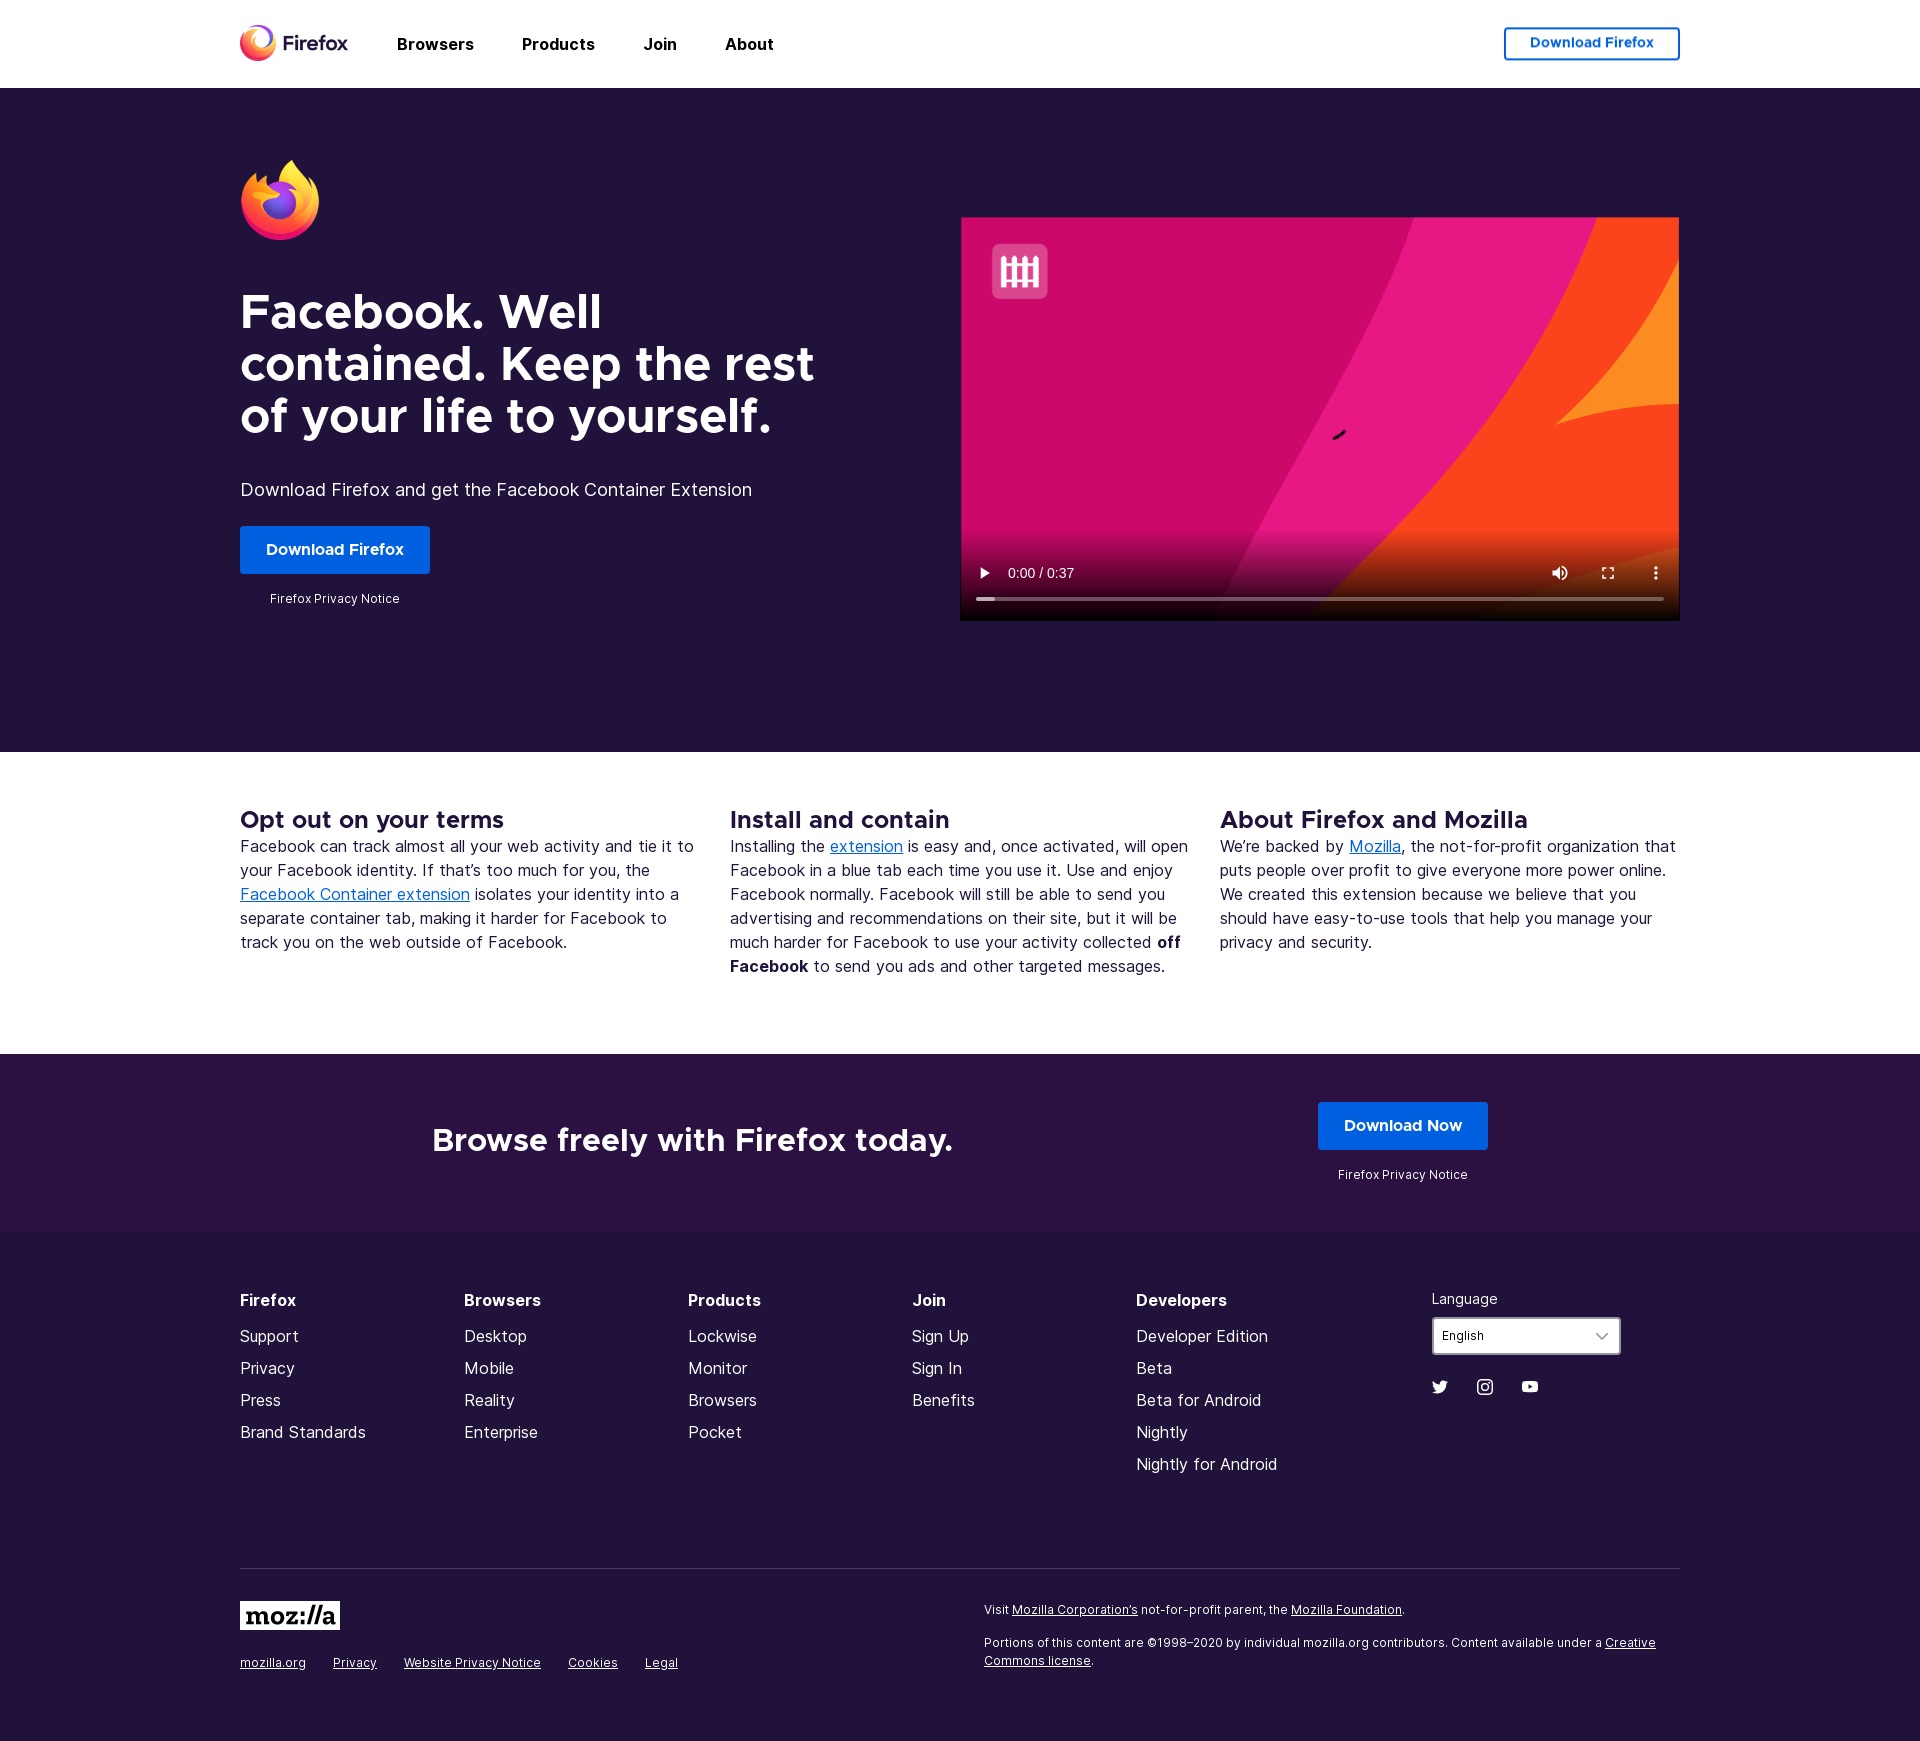 Firefox
Browsers
Products
Join
About
Download Firefox
Facebook. Well
contained. Keep the rest
of your life to yourself.
Download Firefox and get the Facebook Container Extension
Download Firefox
Firefox Privacy Notice
0:00 / 0:37
Opt out on your terms
Facebook can track almost all your web activity and tie it to
your Facebook identity. If that’s too much for you, the
Facebook Container extension isolates your identity into a
separate container tab, making it harder for Facebook to
track you on the web outside of Facebook.
Install and contain
Installing the extension is easy and, once activated, will open
Facebook in a blue tab each time you use it. Use and enjoy
Facebook normally. Facebook will still be able to send you
advertising and recommendations on their site, but it will be
much harder for Facebook to use your activity collected off
Facebook to send you ads and other targeted messages.
About Firefox and Mozilla
We’re backed by Mozilla, the not-for-profit organization that
puts people over profit to give everyone more power online.
We created this extension because we believe that you
should have easy-to-use tools that help you manage your
privacy and security.
Browse freely with Firefox today.
Download Now
Firefox Privacy Notice
Firefox
Support
Privacy
Press
Brand Standards
Browsers
Desktop
Mobile
Reality
Enterprise
Products
Lockwise
Monitor
Browsers
Pocket
Join
Sign Up
Sign In
Benefits
Developers
Developer Edition
Beta
Beta for Android
Nightly
Nightly for Android
Language
English
moz://a
mozilla.org
Privacy
Website Privacy Notice
Cookies
Legal
Visit Mozilla Corporation’s not-for-profit parent, the Mozilla Foundation.
Portions of this content are ©1998–2020 by individual mozilla.org contributors. Content available under a Creative
Commons license.